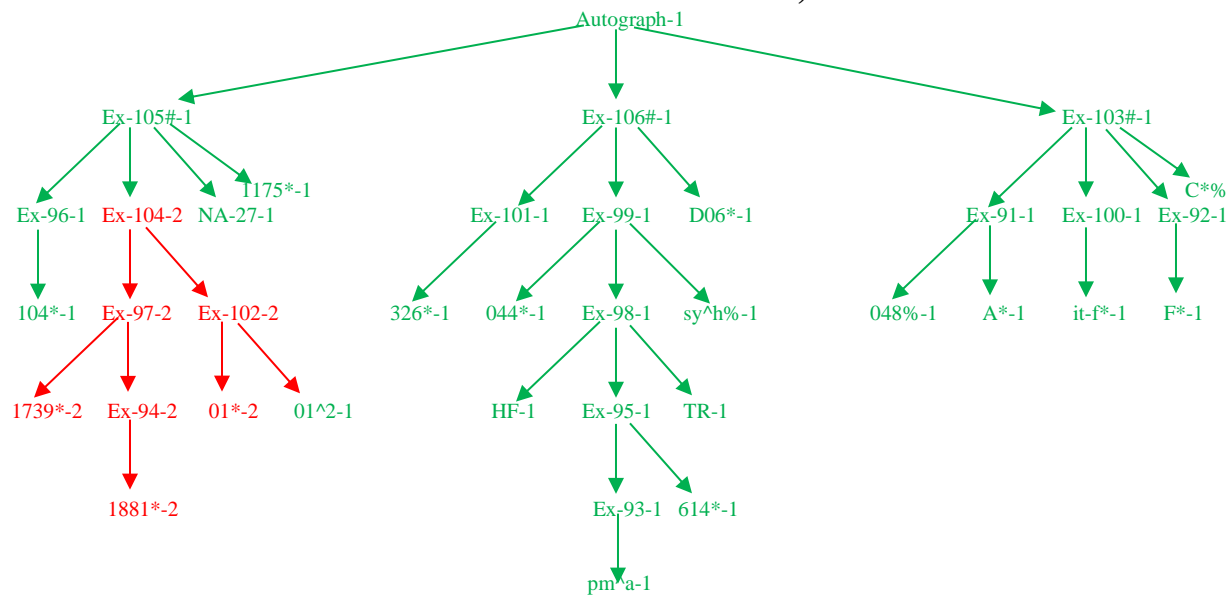 Autograph-1
Ex-105#-1 Ex-106#-1 Ex-103#-1
1175*-1 C*%
Ex-96-1 Ex-104-2 NA-27-1 Ex-101-1 Ex-99-1 D06*-1 Ex-91-1 Ex-100-1 Ex-92-1
104*-1 Ex-97-2 Ex-102-2 326*-1 044*-1 Ex-98-1 sy^h%-1 048%-1 A*-1 it-f*-1 F*-1
1739*-2 Ex-94-2 01*-2 01^2-1 HF-1 Ex-95-1 TR-1
1881*-2 Ex-93-1 614*-1
pm^a-1